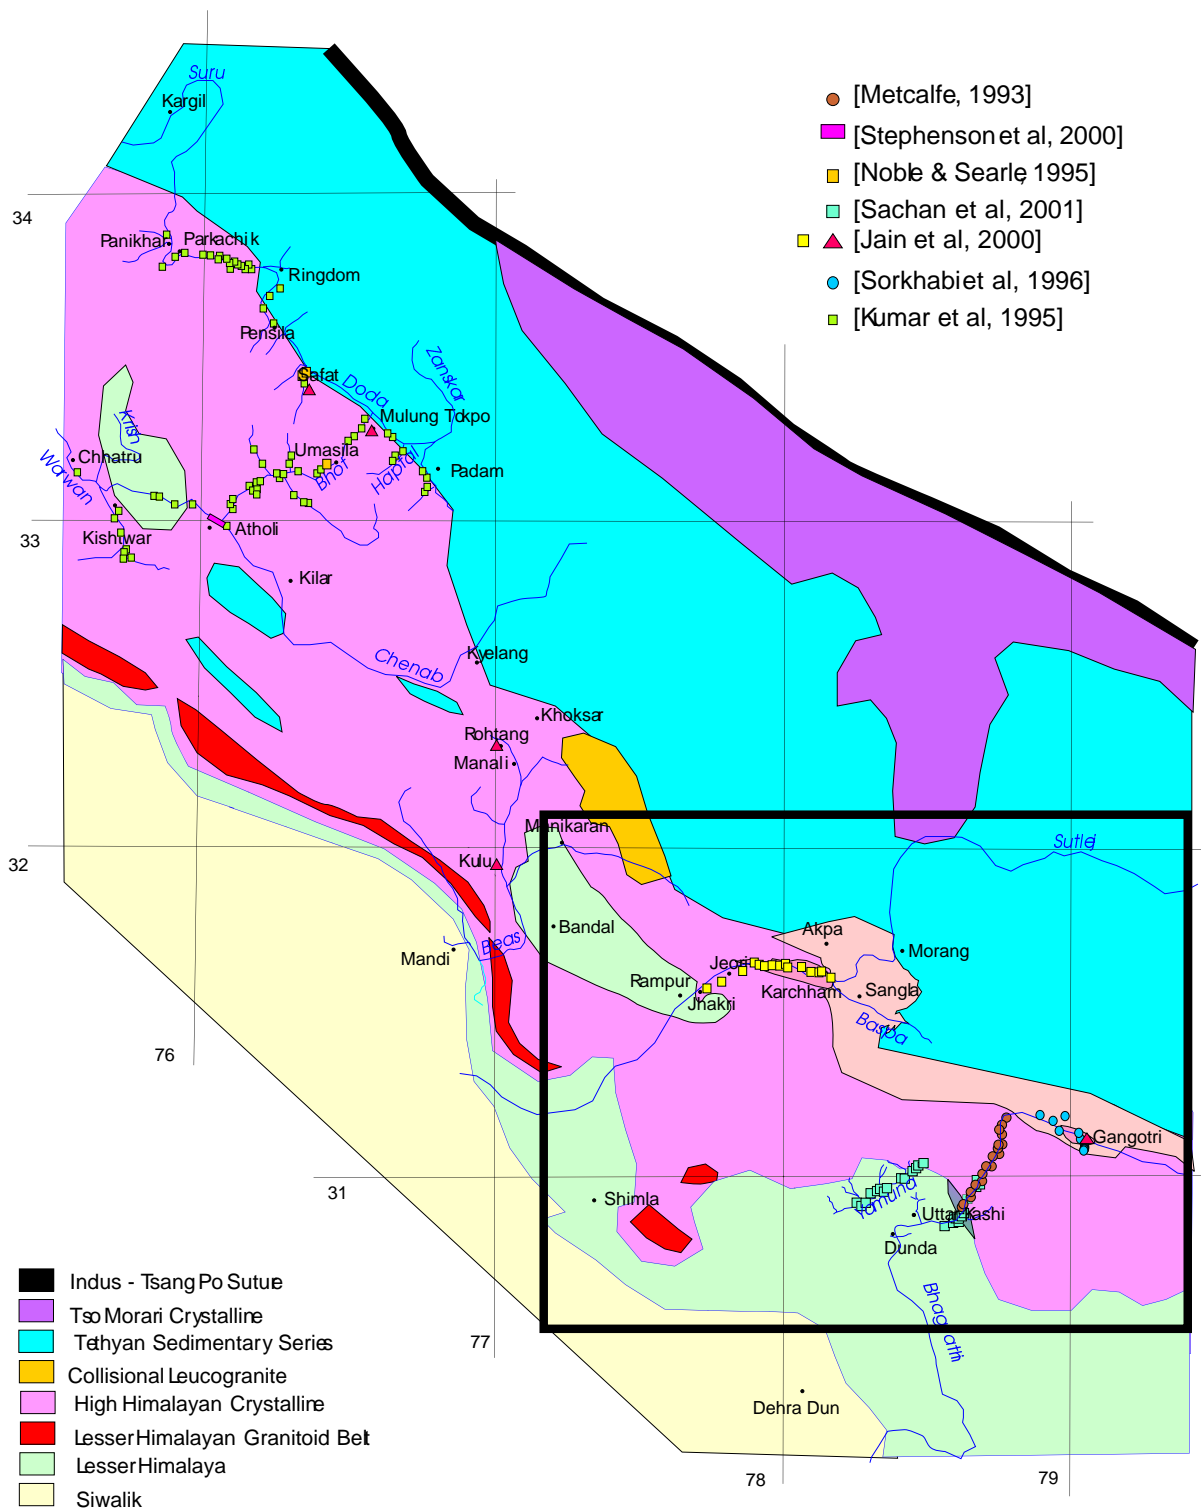 Suru
Kargil
[Metcalfe, 1993]
[Stephenson et al, 2000]
[Noble & Searle, 1995]
[Sachan et al, 2001]
[Jain et al, 2000]
[Sorkhabi et al, 1996]
[Kumar et al, 1995]
34
Panikhar
Parkachik
Ringdom
Pensila
Zanskar
Safat
Doda
Mulung Tokpo
Krish
Umasila
Chhatru
Warwan
Bhot
Haptal
Padam
33
Kishtwar
Atholi
Kilar
Chenab
Kyelang
Khoksar
Rohtang
Manali
Manikaran
Sutlej
32
Kulu
Bandal
Akpa
Mandi
Beas
Morang
Jeori
Rampur
Jhakri
Karchham
Sangla
Baspa
76
Gangotri
31
Shimla
Yamuna
Uttar Kashi
Dunda
Bhagirathi
77
Dehra Dun
78
79
Indus - Tsang Po Suture
Tso Morari Crystalline
Tethyan Sedimentary Series
Collisional Leucogranite
High Himalayan Crystalline
Lesser Himalayan Granitoid Belt
Lesser Himalaya
Siwalik